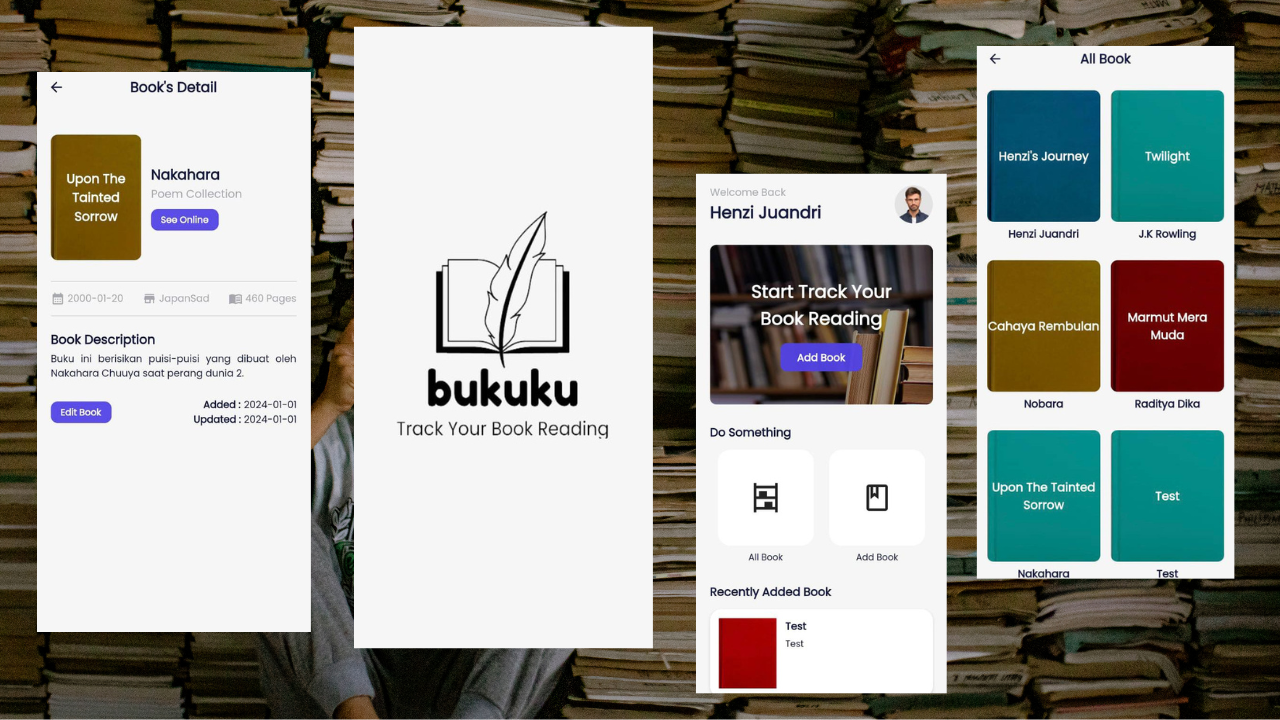 Book's Detail
Upon The
Tainted
Sorrow
Nakahara
Poem Collection
See Online
2000-01-20
JapanSad
460 Pages
Book Description
Buku ini berisikan puisi-puisi yang dibuat oleh
Nakahara Chuuya saat perang dunia 2.
Edit Book
Added : 2024-01-01
Updated : 2024-01-01
bukuku
Track Your Book Reading
Welcome Back
Henzi Juandri
Start Track Your
Book Reading
Add Book
Do Something
All Book
Add Book
Recently Added Book
Test
Test
All Book
Henzi's Journey
Henzi Juandri
Twilight
J.K Rowling
Cahaya Rembulan
Nobara
Marmut Mera
Muda
Raditya Dika
Upon The Tainted
Sorrow
Nakahara
Test
Test